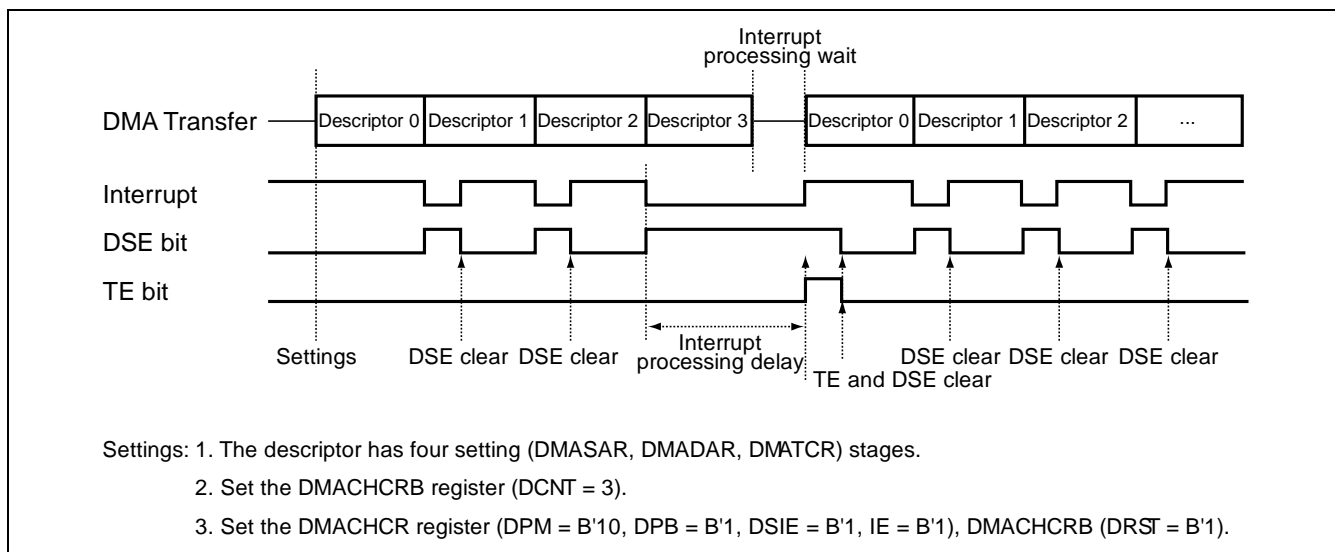 Interrupt
processing wait
DMA Transfer
Descriptor 0 Descriptor 1 Descriptor 2 Descriptor 3 Descriptor 0 Descriptor 1 Descriptor 2 ...
Interrupt
DSE bit
TE bit
Settings DSE clear DSE clear
Interrupt
processing delay
TE and DSE clear
DSE clear DSE clear DSE clear
Settings: 1. The descriptor has four setting (DMASAR, DMADAR, DMATCR) stages.
2. Set the DMACHCRB register (DCNT = 3).
3. Set the DMACHCR register (DPM = B'10, DPB = B'1, DSIE = B'1, IE = B'1), DMACHCRB (DRST = B'1).